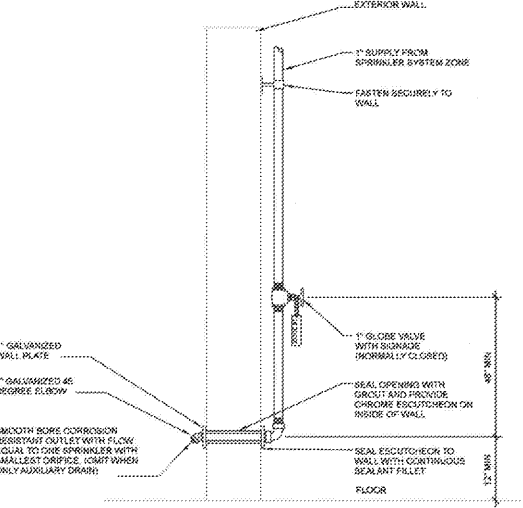 EXTERIOR WALL
1" SUPPLY FROM
SPRINKLER SYSTEM ZONE
FASTEN SECURELY TO
WALL
1" GLOBE VALVE
WITH SIGNAGE
(NORMALLY CLOSED)
SEAL OPENING WITH
GROUT AND PROVIDE
CHROME ESCUTCHEON ON
INSIDE OF WALL
SEAL ESCUTCHEON TO
WALL WITH CONTINUOUS
SEALANT FILLET
FLOOR
" GALVANIZED
WALL PLATE
" GALVANIZED 45
DEGREE ELBOW
SMOOTH BORE CORROSION
RESISTANT OUTLET WITH FLOW
EQUAL TO ONE SPRINKLER WITH
SMALLEST ORIFICE. (OMIT WHEN
ONLY AUXILIARY DRAIN)
48" MIN
12" MIN